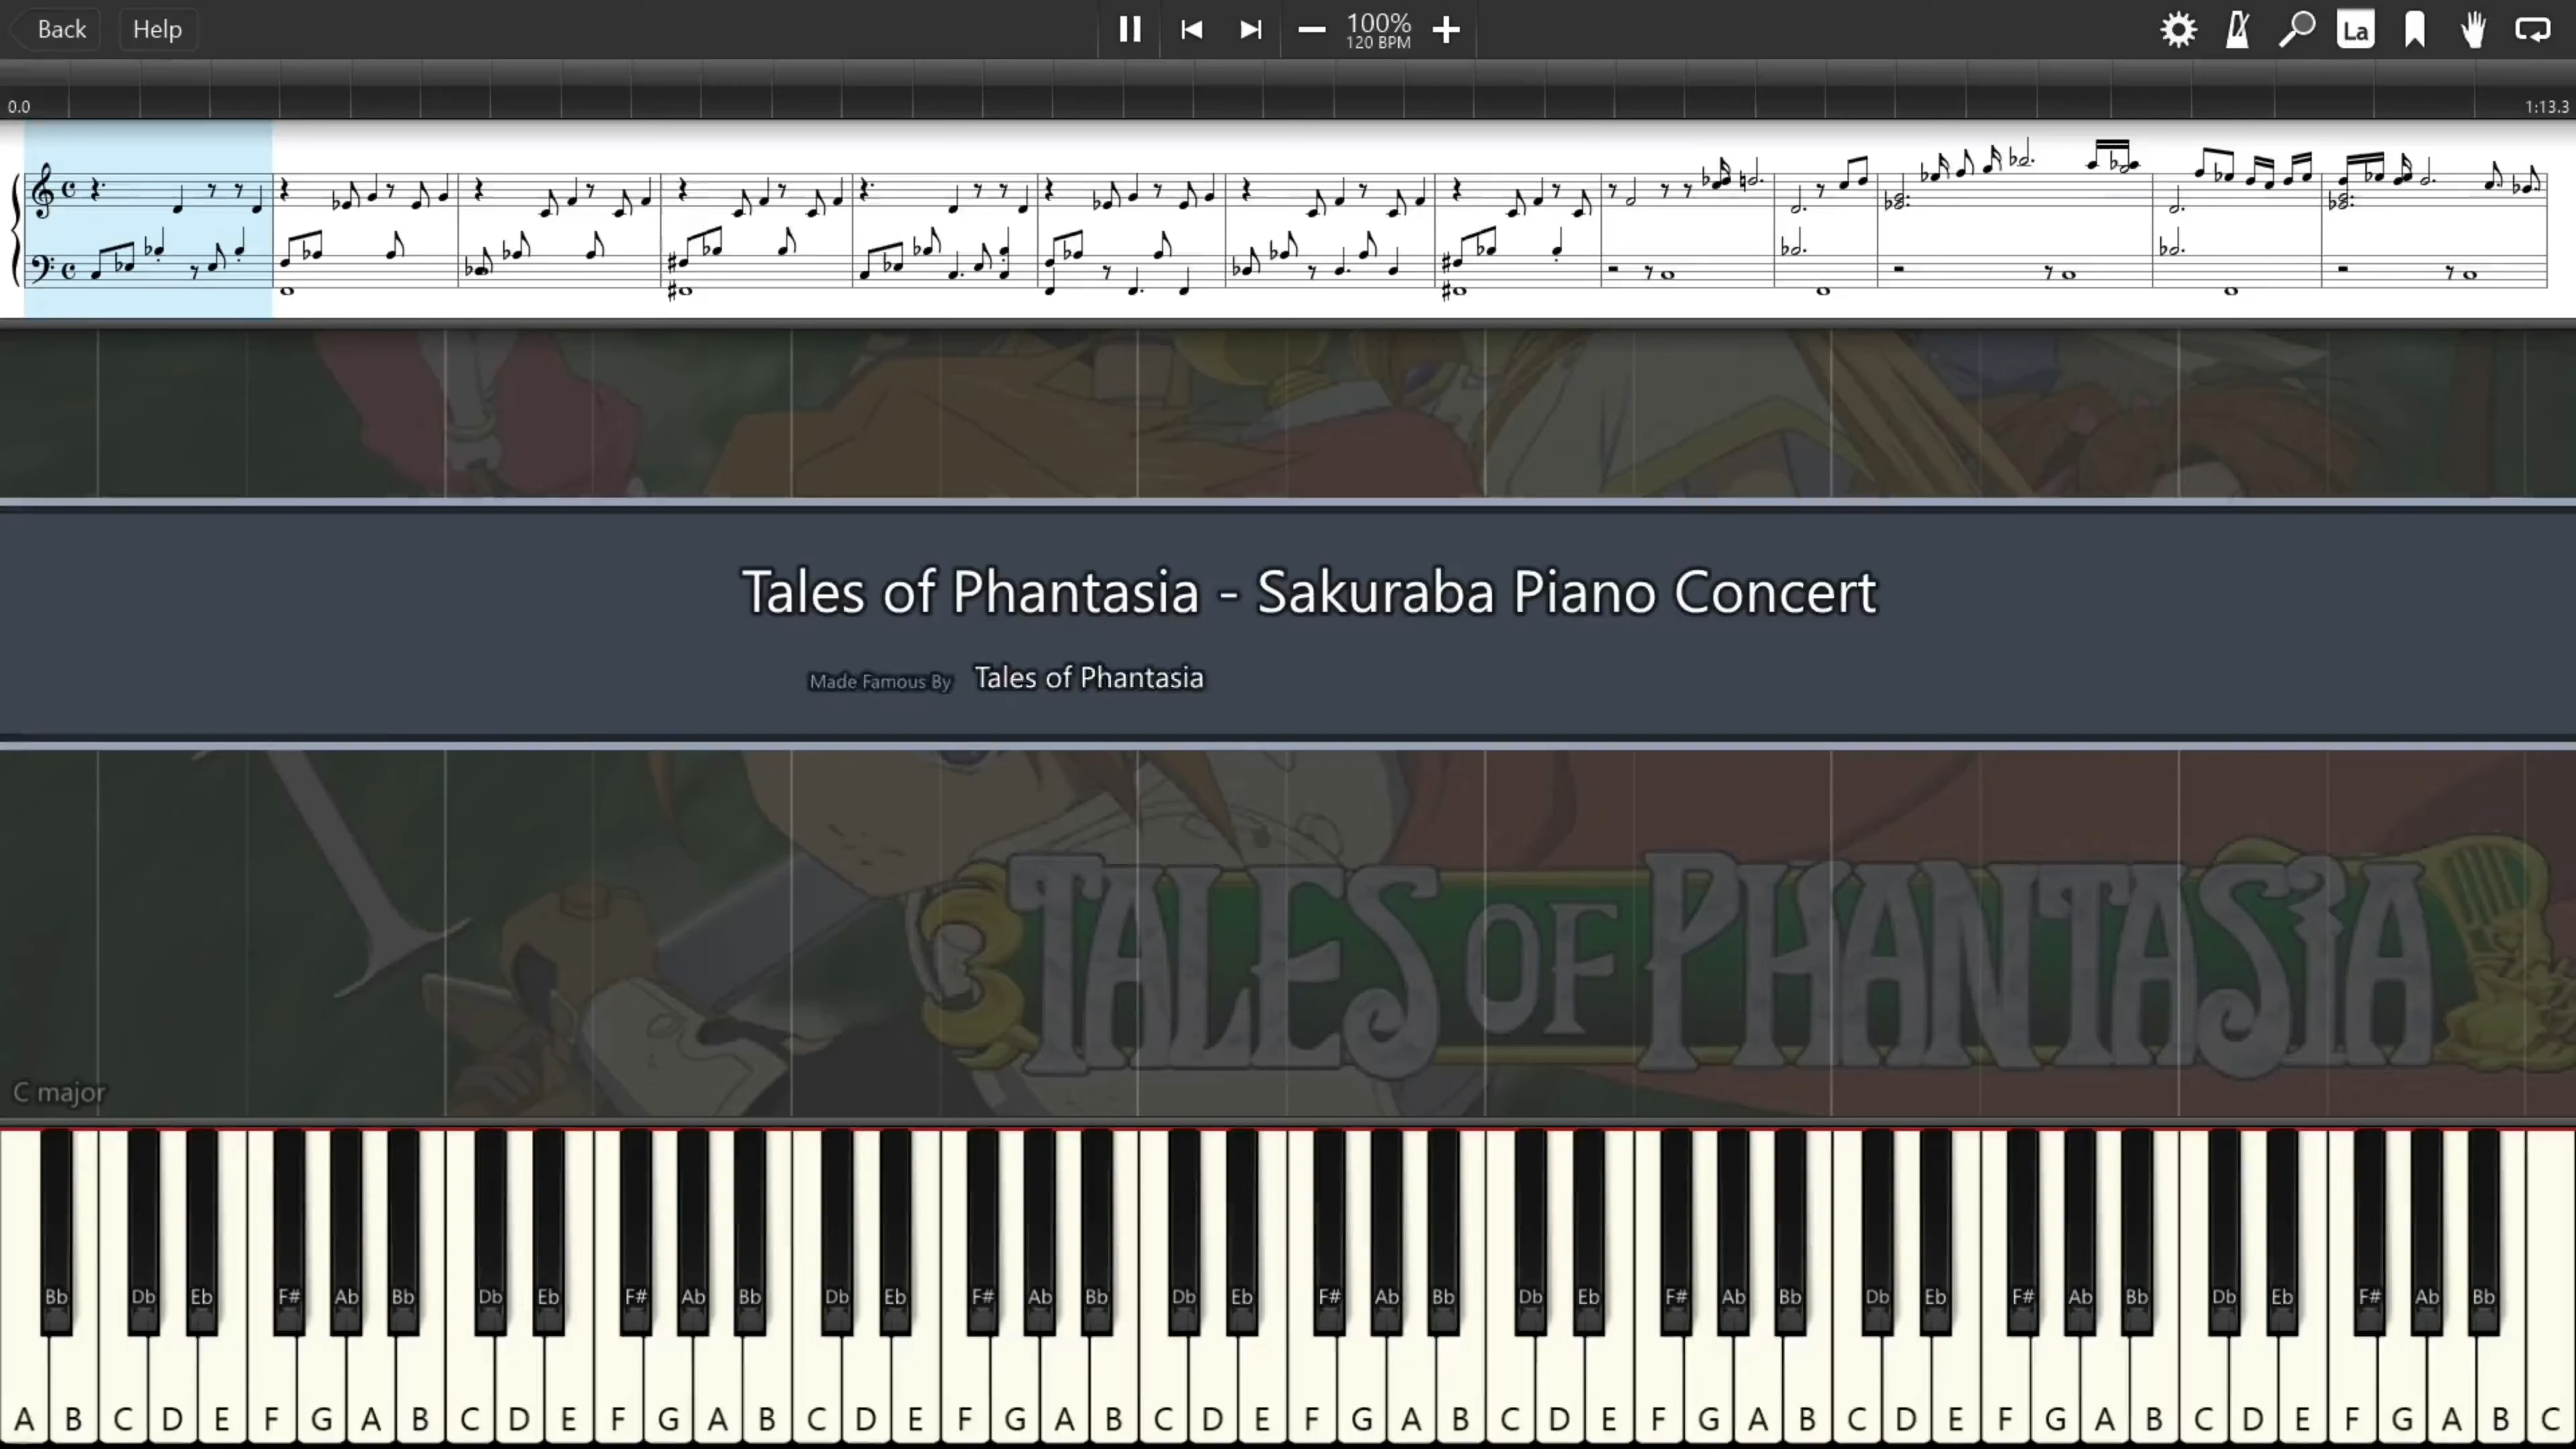 Back Help 100% La
120 BPM
0.0 1:13.3
Tales of Phantasia - Sakuraba Piano Concert
Made Famous By Tales of Phantasia
TALES OF PHANTASIA
C major
Bb Db Eb F# Ab Bb Db Eb F# Ab Bb Db Eb F# Ab Bb Db Eb F# Ab Bb Db Eb F# Ab Bb Db Eb F# Ab Bb Db Eb F# Ab Bb
A B C D E F G A B C D E F G A B C D E F G A B C D E F G A B C D E F G A B C D E F G A B C D E F G A B C